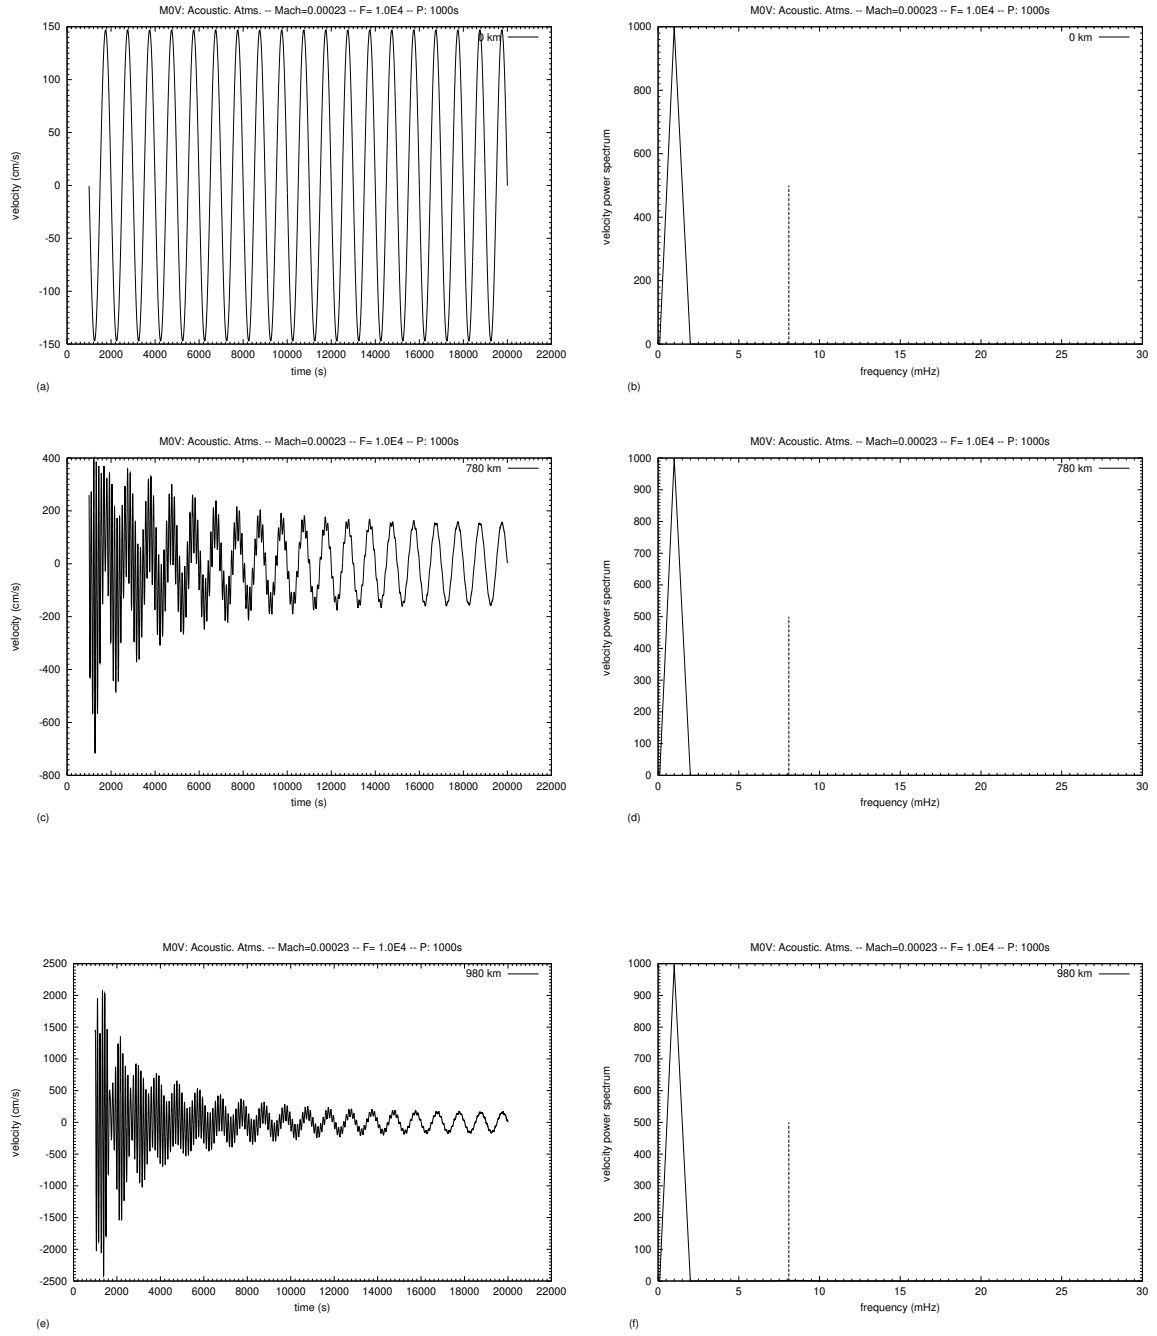 M0V: Acoustic. Atms. -- Mach=0.00023 -- F= 1.0E4 -- P: 1000s
0 km
150
100
50
0
-50
-100
-150
velocity (cm/s)
0 2000 4000 6000 8000 10000 12000 14000 16000 18000 20000 22000
time (s)
(a)
M0V: Acoustic. Atms. -- Mach=0.00023 -- F= 1.0E4 -- P: 1000s
0 km
1000
800
600
400
200
0
velocity power spectrum
0 5 10 15 20 25 30
frequency (mHz)
(b)
M0V: Acoustic. Atms. -- Mach=0.00023 -- F= 1.0E4 -- P: 1000s
780 km
400
200
0
-200
-400
-600
-800
velocity (cm/s)
0 2000 4000 6000 8000 10000 12000 14000 16000 18000 20000 22000
time (s)
(c)
M0V: Acoustic. Atms. -- Mach=0.00023 -- F= 1.0E4 -- P: 1000s
780 km
1000
900
800
700
600
500
400
300
200
100
0
velocity power spectrum
0 5 10 15 20 25 30
frequency (mHz)
(d)
M0V: Acoustic. Atms. -- Mach=0.00023 -- F= 1.0E4 -- P: 1000s
980 km
2500
2000
1500
1000
500
0
-500
-1000
-1500
-2000
-2500
velocity (cm/s)
0 2000 4000 6000 8000 10000 12000 14000 16000 18000 20000 22000
time (s)
(e)
M0V: Acoustic. Atms. -- Mach=0.00023 -- F= 1.0E4 -- P: 1000s
980 km
1000
900
800
700
600
500
400
300
200
100
0
velocity power spectrum
0 5 10 15 20 25 30
frequency (mHz)
(f)